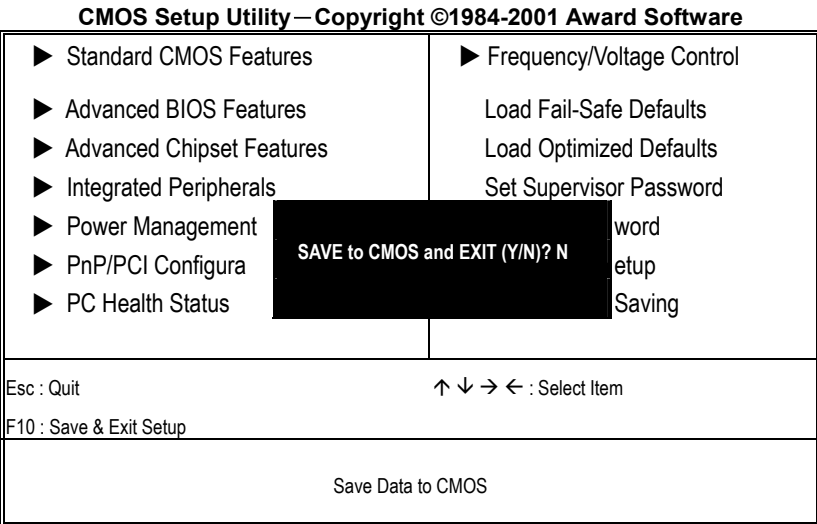 CMOS Setup Utility－Copyright ©1984-2001 Award Software
▶ Standard CMOS Features
▶ Advanced BIOS Features
▶ Advanced Chipset Features
▶ Integrated Peripherals
▶ Power Management
▶ PnP/PCI Configura
▶ PC Health Status
▶ Frequency/Voltage Control
Load Fail-Safe Defaults
Load Optimized Defaults
Set Supervisor Password
word
etup
Saving
SAVE to CMOS and EXIT (Y/N)? N
Esc : Quit
↑ ↓ → ← : Select Item
F10 : Save & Exit Setup
Save Data to CMOS